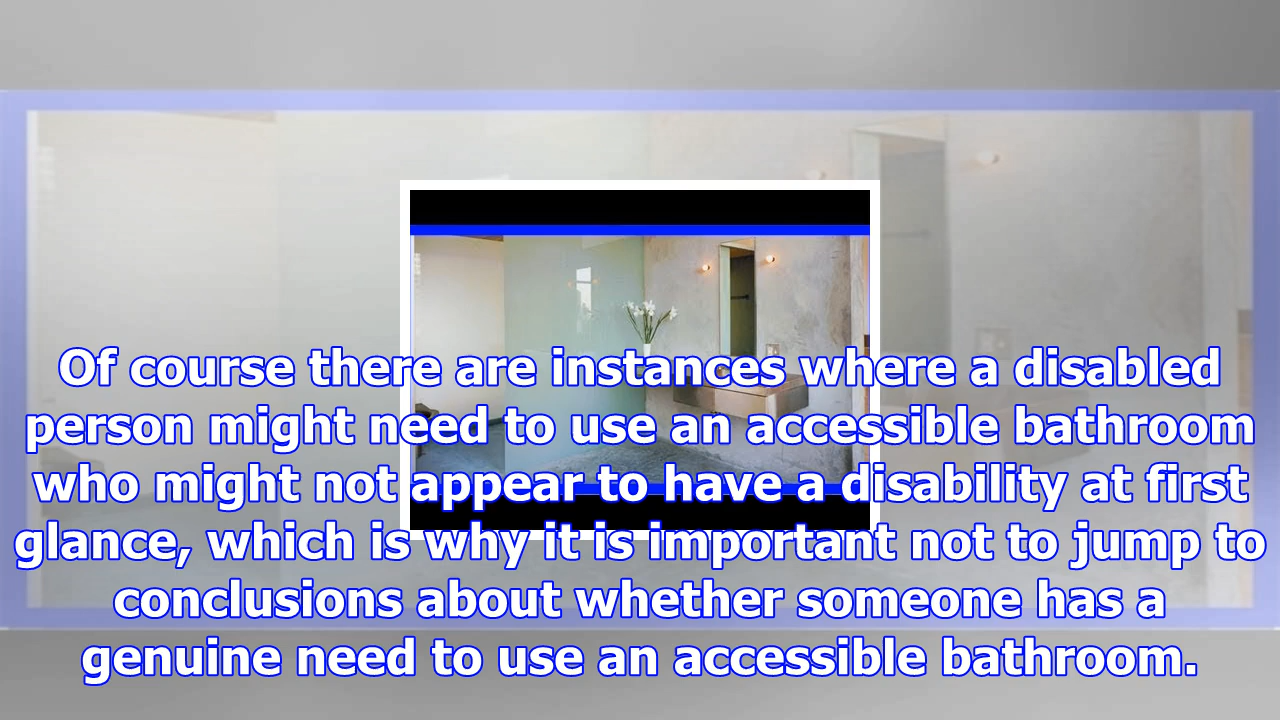 Of course there are instances where a disabled
person might need to use an accessible bathroom
who might not appear to have a disability at first
glance, which is why it is important not to jump to
conclusions about whether someone has a
genuine need to use an accessible bathroom.